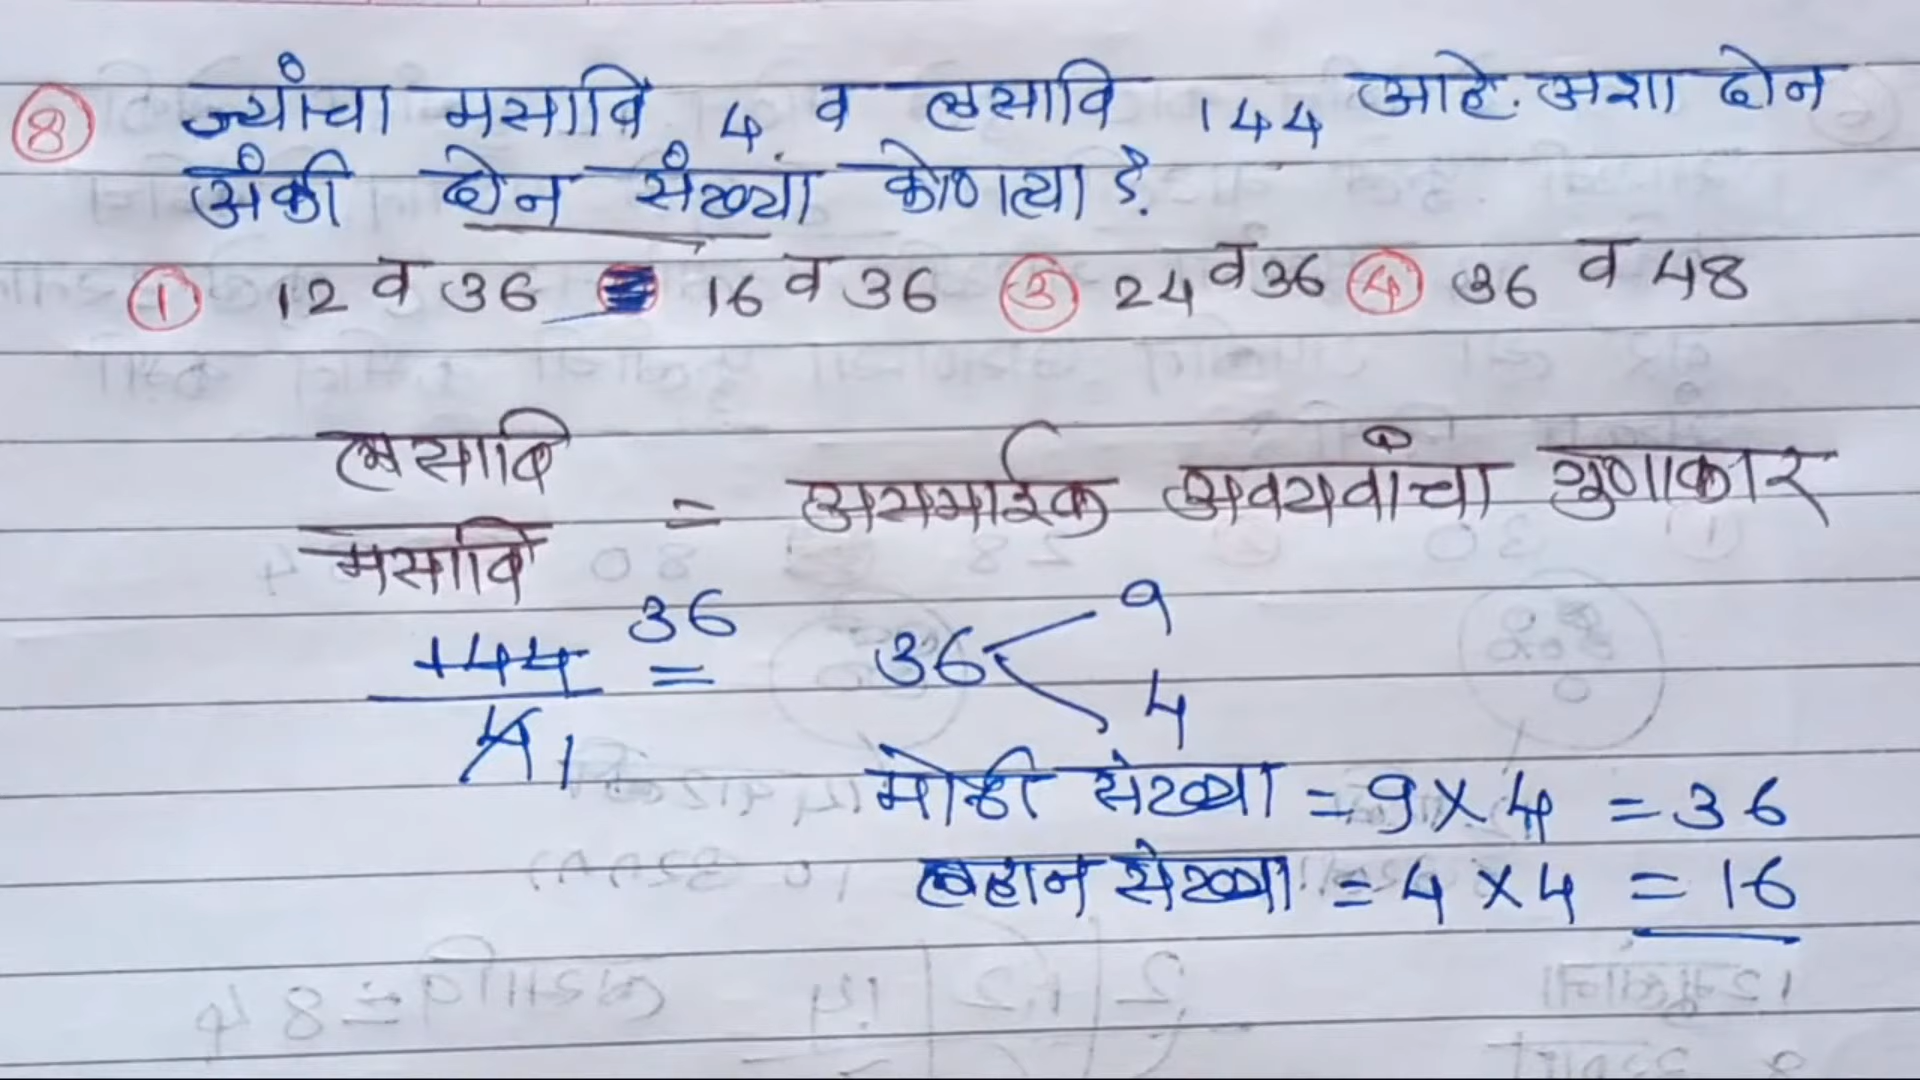 8 ज्यांचा मसावि 4 व लसावि 144 आहे. अशा दोन
अंकी दोन संख्या कोणत्या ?
1 12 व 36 2 16 व 36 3 24 व 36 4 36 व 48
लसावि
= असामाईक अवयवांचा गुणाकार
मसावि
144 = 36
4 1
36 9
4
मोठी संख्या = 9 × 4 = 36
लहान संख्या = 4 × 4 = 16